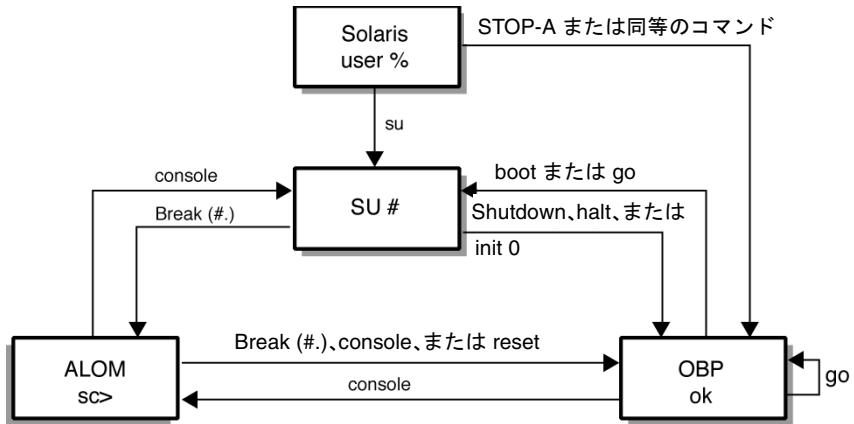 Solaris
user %
STOP-A または同等のコマンド
su
console
boot または go
SU #
Break (#.)
Shutdown、halt、または
init 0
Break (#.)、console、または reset
ALOM
sc>
OBP
ok
go
console